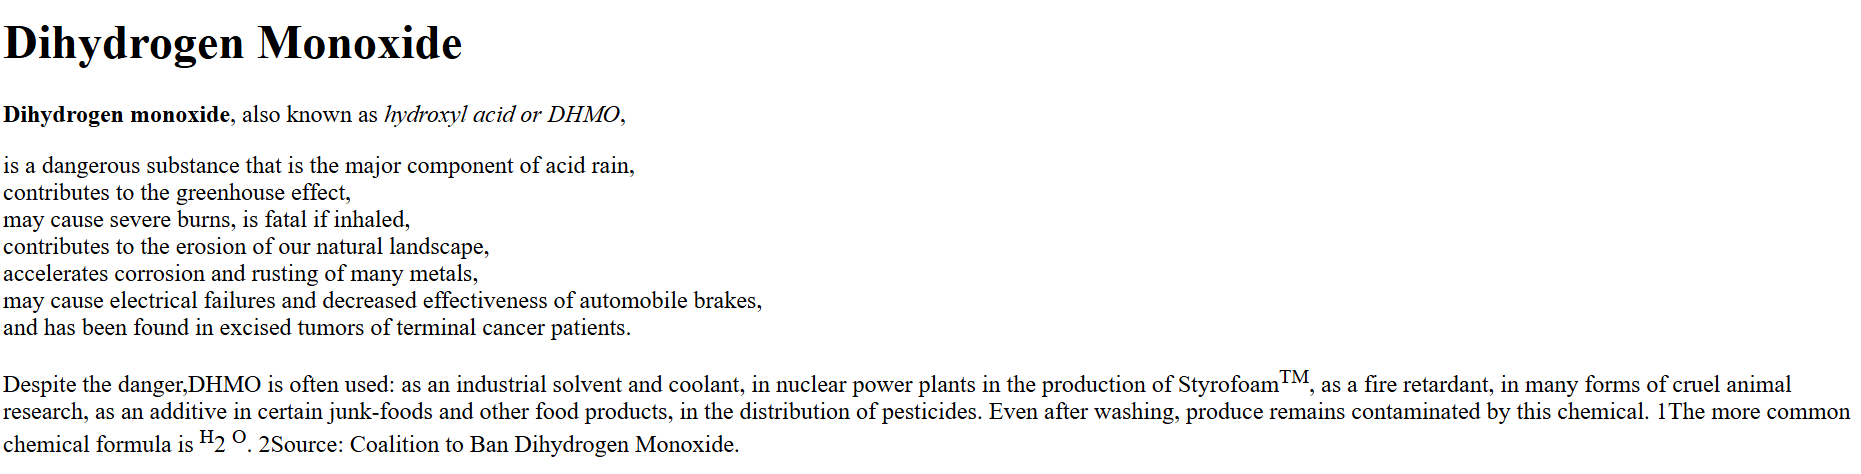 Dihydrogen Monoxide
Dihydrogen monoxide, also known as hydroxyl acid or DHMO,
is a dangerous substance that is the major component of acid rain,
contributes to the greenhouse effect,
may cause severe burns, is fatal if inhaled,
contributes to the erosion of our natural landscape,
accelerates corrosion and rusting of many metals,
may cause electrical failures and decreased effectiveness of automobile brakes,
and has been found in excised tumors of terminal cancer patients.
Despite the danger,DHMO is often used: as an industrial solvent and coolant, in nuclear power plants in the production of Styrofoam™, as a fire retardant, in many forms of cruel animal
research, as an additive in certain junk-foods and other food products, in the distribution of pesticides. Even after washing, produce remains contaminated by this chemical. 1The more common
chemical formula is H2 O. 2Source: Coalition to Ban Dihydrogen Monoxide.